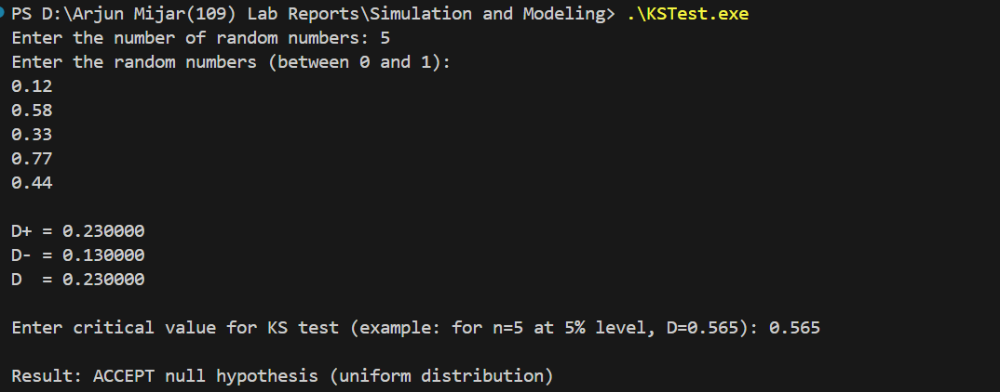 PS D:\Arjun Mijar(109) Lab Reports\Simulation and Modeling> .\KSTest.exe
Enter the number of random numbers: 5
Enter the random numbers (between 0 and 1):
0.12
0.58
0.33
0.77
0.44
D+ = 0.230000
D- = 0.130000
D  = 0.230000
Enter critical value for KS test (example: for n=5 at 5% level, D=0.565): 0.565
Result: ACCEPT null hypothesis (uniform distribution)